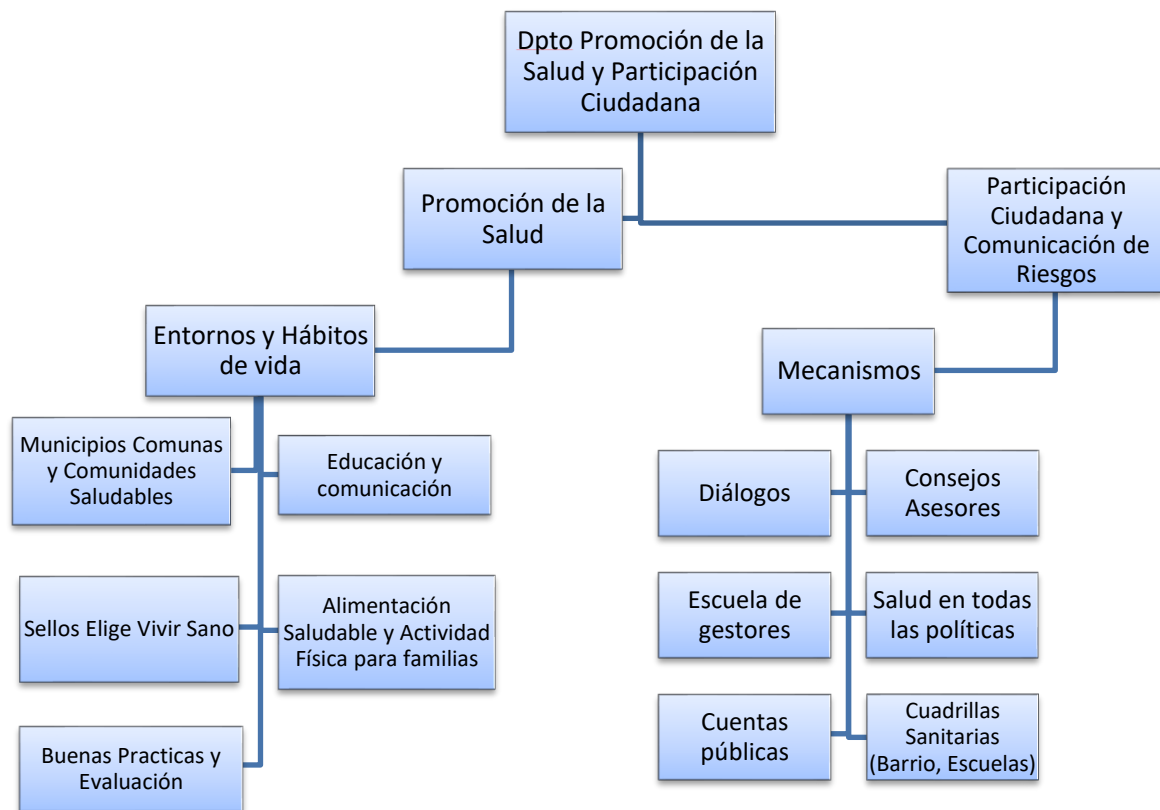 Dpto Promoción de la
Salud y Participación
Ciudadana
Promoción de la
Salud
Participación
Ciudadana y
Comunicación de
Riesgos
Entornos y Hábitos
de vida
Mecanismos
Municipios Comunas
y Comunidades
Saludables
Educación y
comunicación
Sellos Elige Vivir Sano
Alimentación
Saludable y Actividad
Física para familias
Buenas Practicas y
Evaluación
Diálogos
Consejos
Asesores
Escuela de
gestores
Salud en todas
las políticas
Cuentas
públicas
Cuadrillas
Sanitarias
(Barrio, Escuelas)